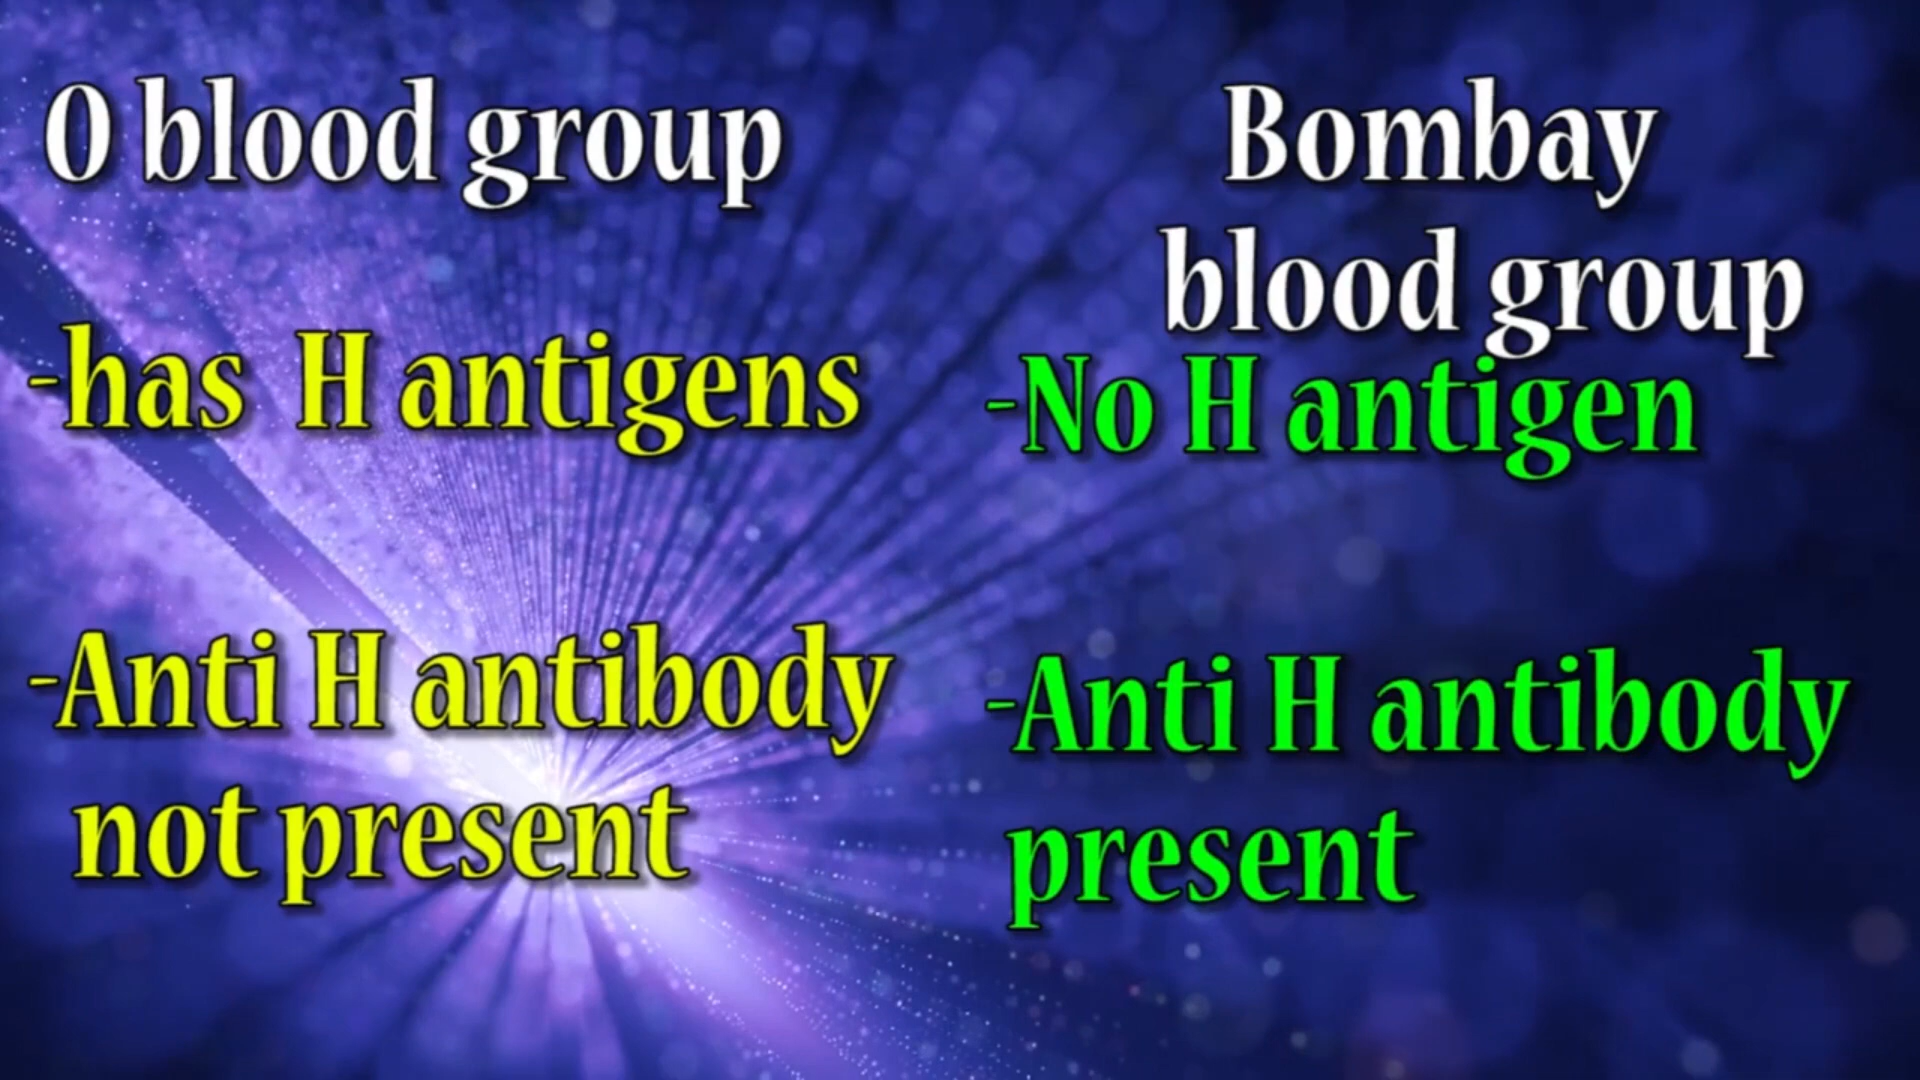 O blood group
-has H antigens
-Anti H antibody
not present
Bombay
blood group
-No H antigen
-Anti H antibody
present